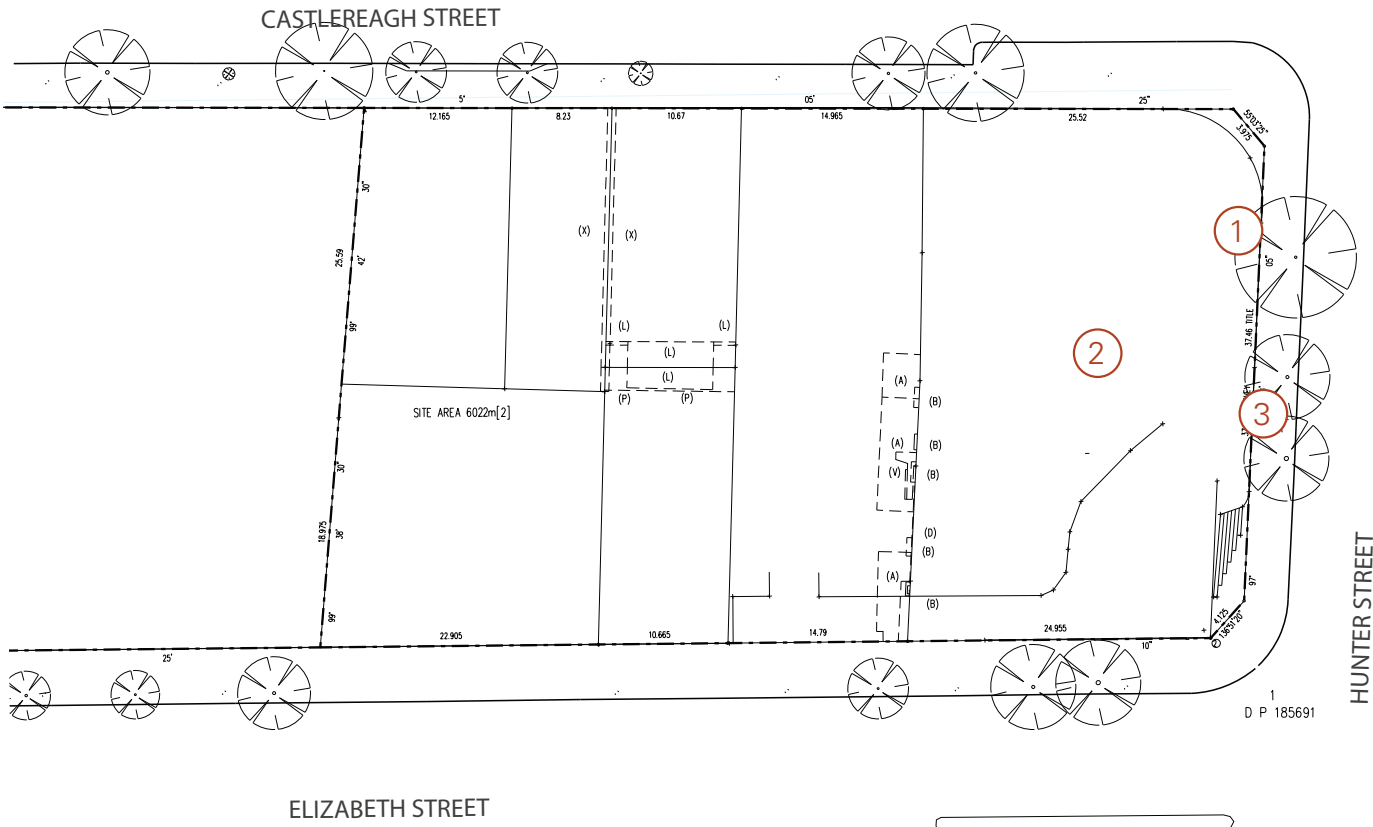 CASTLEREAGH STREET
5' 05' 25"
12.165 8.23 10.67 14.965 25.52
55°03'25"
3.975
30"
(X) (X)
1
25.59 42' 05"
99°
(L) (L)
37.46 TITLE
(L)
2
(L)
(A)
(P) (P)
(B)
SITE AREA 6022m[2]
3
(A) (B)
30" (V) (B)
18.975 38'
(D)
(B)
(A)
97°
(B)
99°
4.125
136°51'20"
22.905 10.665 14.79 24.955
25' 10"
HUNTER STREET
1
D P 185691
ELIZABETH STREET